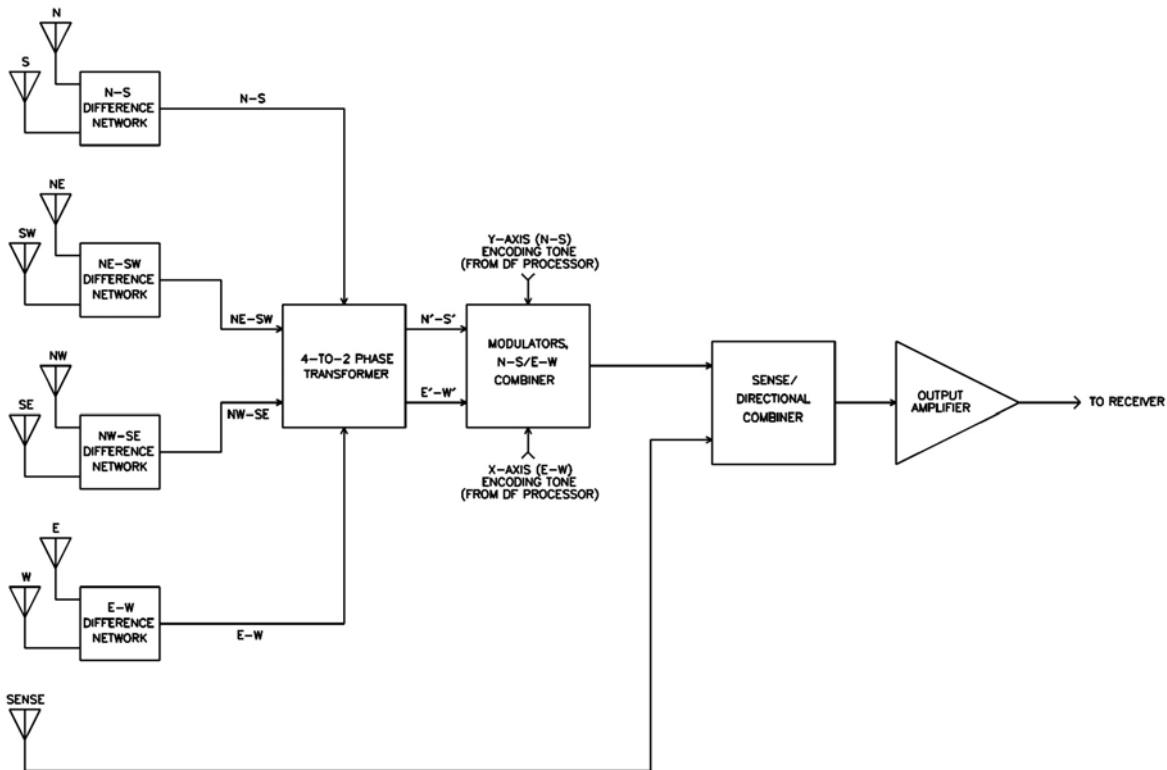 N
S
N-S
DIFFERENCE
NETWORK
N-S
NE
SW
NE-SW
DIFFERENCE
NETWORK
NE-SW
NW
SE
NW-SE
DIFFERENCE
NETWORK
NW-SE
E
W
E-W
DIFFERENCE
NETWORK
E-W
SENSE
4-TO-2 PHASE
TRANSFORMER
N'-S'
E'-W'
Y-AXIS (N-S)
ENCODING TONE
(FROM DF PROCESSOR)
MODULATORS,
N-S/E-W
COMBINER
X-AXIS (E-W)
ENCODING TONE
(FROM DF PROCESSOR)
SENSE/
DIRECTIONAL
COMBINER
OUTPUT
AMPLIFIER
TO RECEIVER